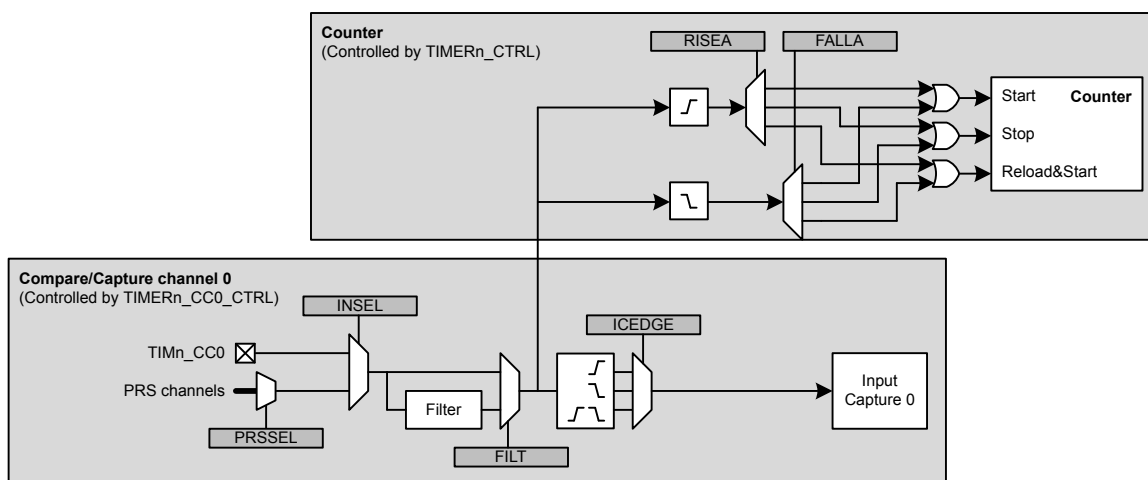 Counter
(Controlled by TIMERn_CTRL)
RISEA
FALLA
Start
Counter
Stop
Reload&Start
Compare/Capture channel 0
(Controlled by TIMERn_CC0_CTRL)
INSEL
ICEDGE
TIMn_CC0
PRS channels
Filter
Input
Capture 0
PRSSEL
FILT